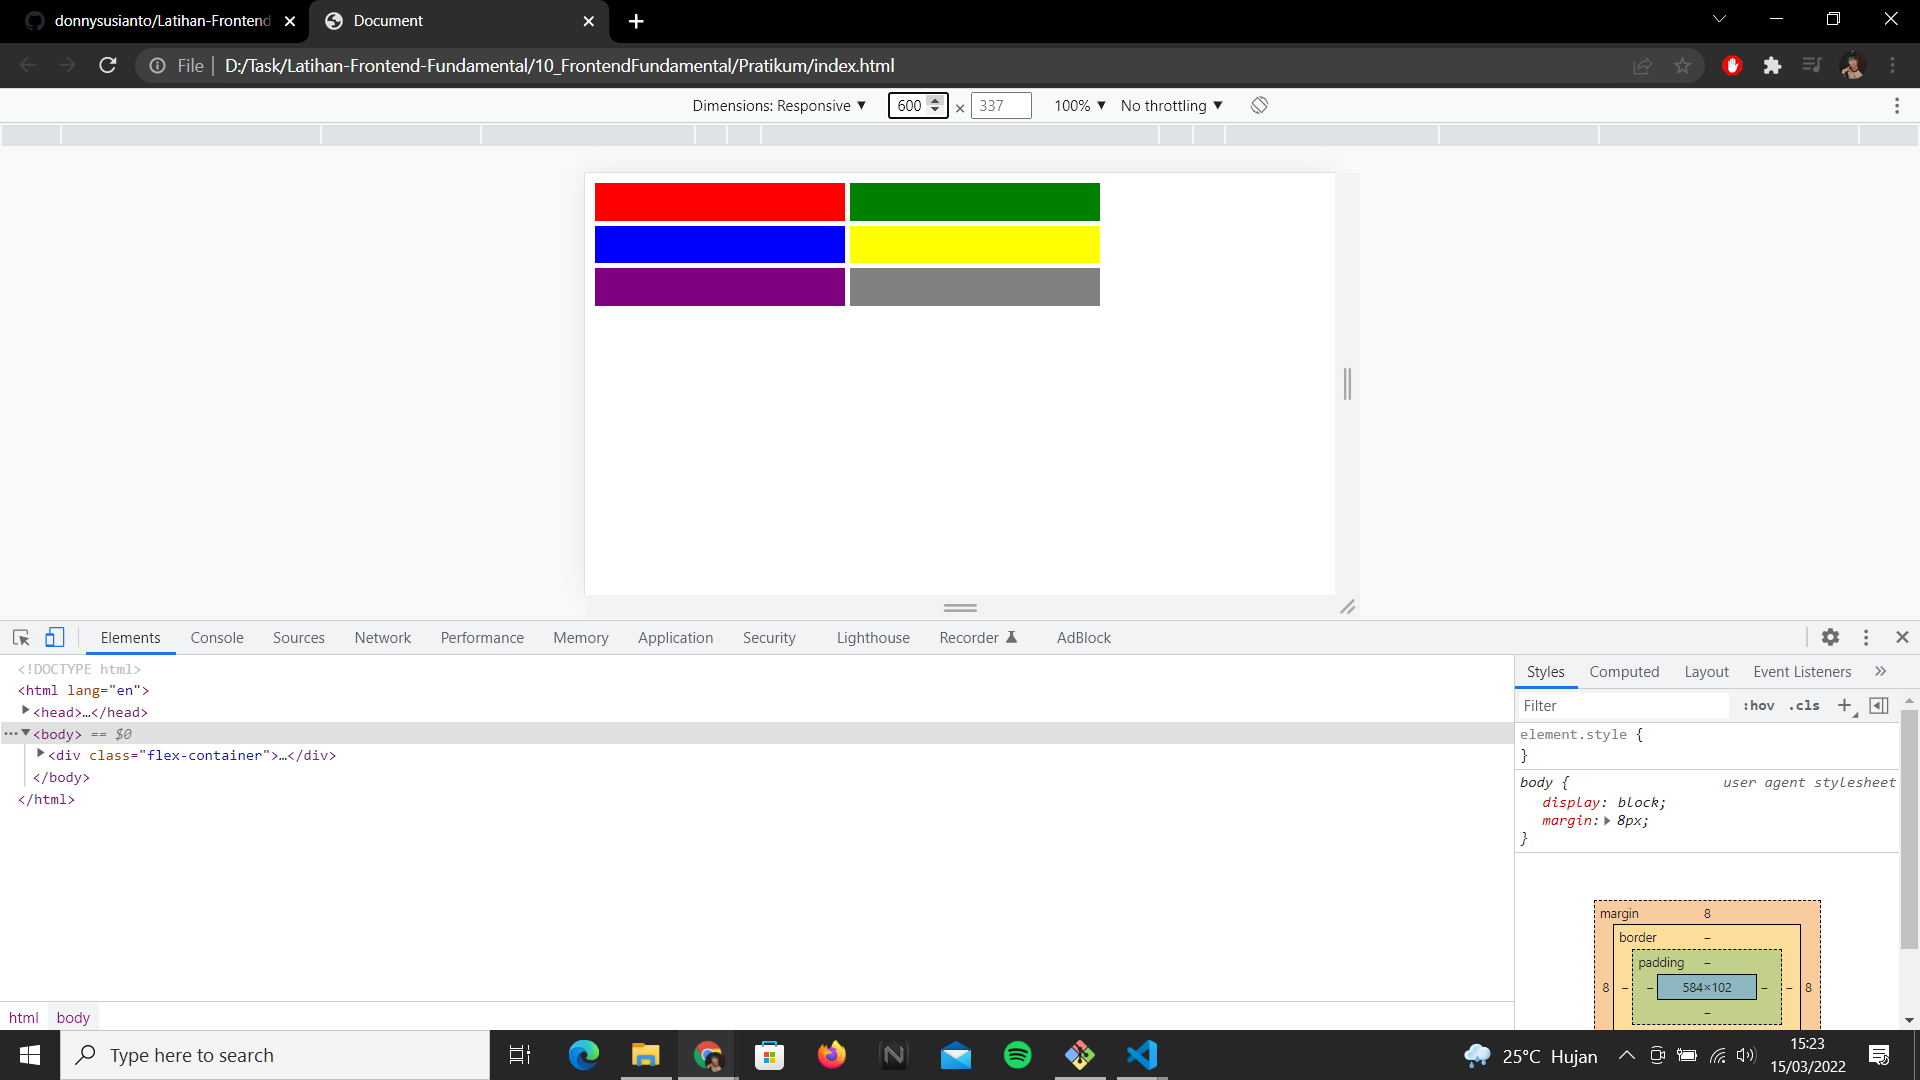 donnysusianto/Latihan-Frontend
Document
File
D:/Task/Latihan-Frontend-Fundamental/10_FrontendFundamental/Pratikum/index.html
Dimensions: Responsive ▼ 600 × 337 100% ▼ No throttling ▼
Elements Console Sources Network Performance Memory Application Security Lighthouse Recorder AdBlock
<!DOCTYPE html>
<html lang="en">
<head>…</head>
<body> == $0
<div class="flex-container">…</div>
</body>
</html>
html body
Styles Computed Layout Event Listeners »
Filter :hov .cls +
element.style {
}
body { user agent stylesheet
display: block;
margin: 8px;
}
margin 8
border –
padding –
8 – – 584×102 – – 8
–
Type here to search
N
25°C Hujan
15:23
15/03/2022